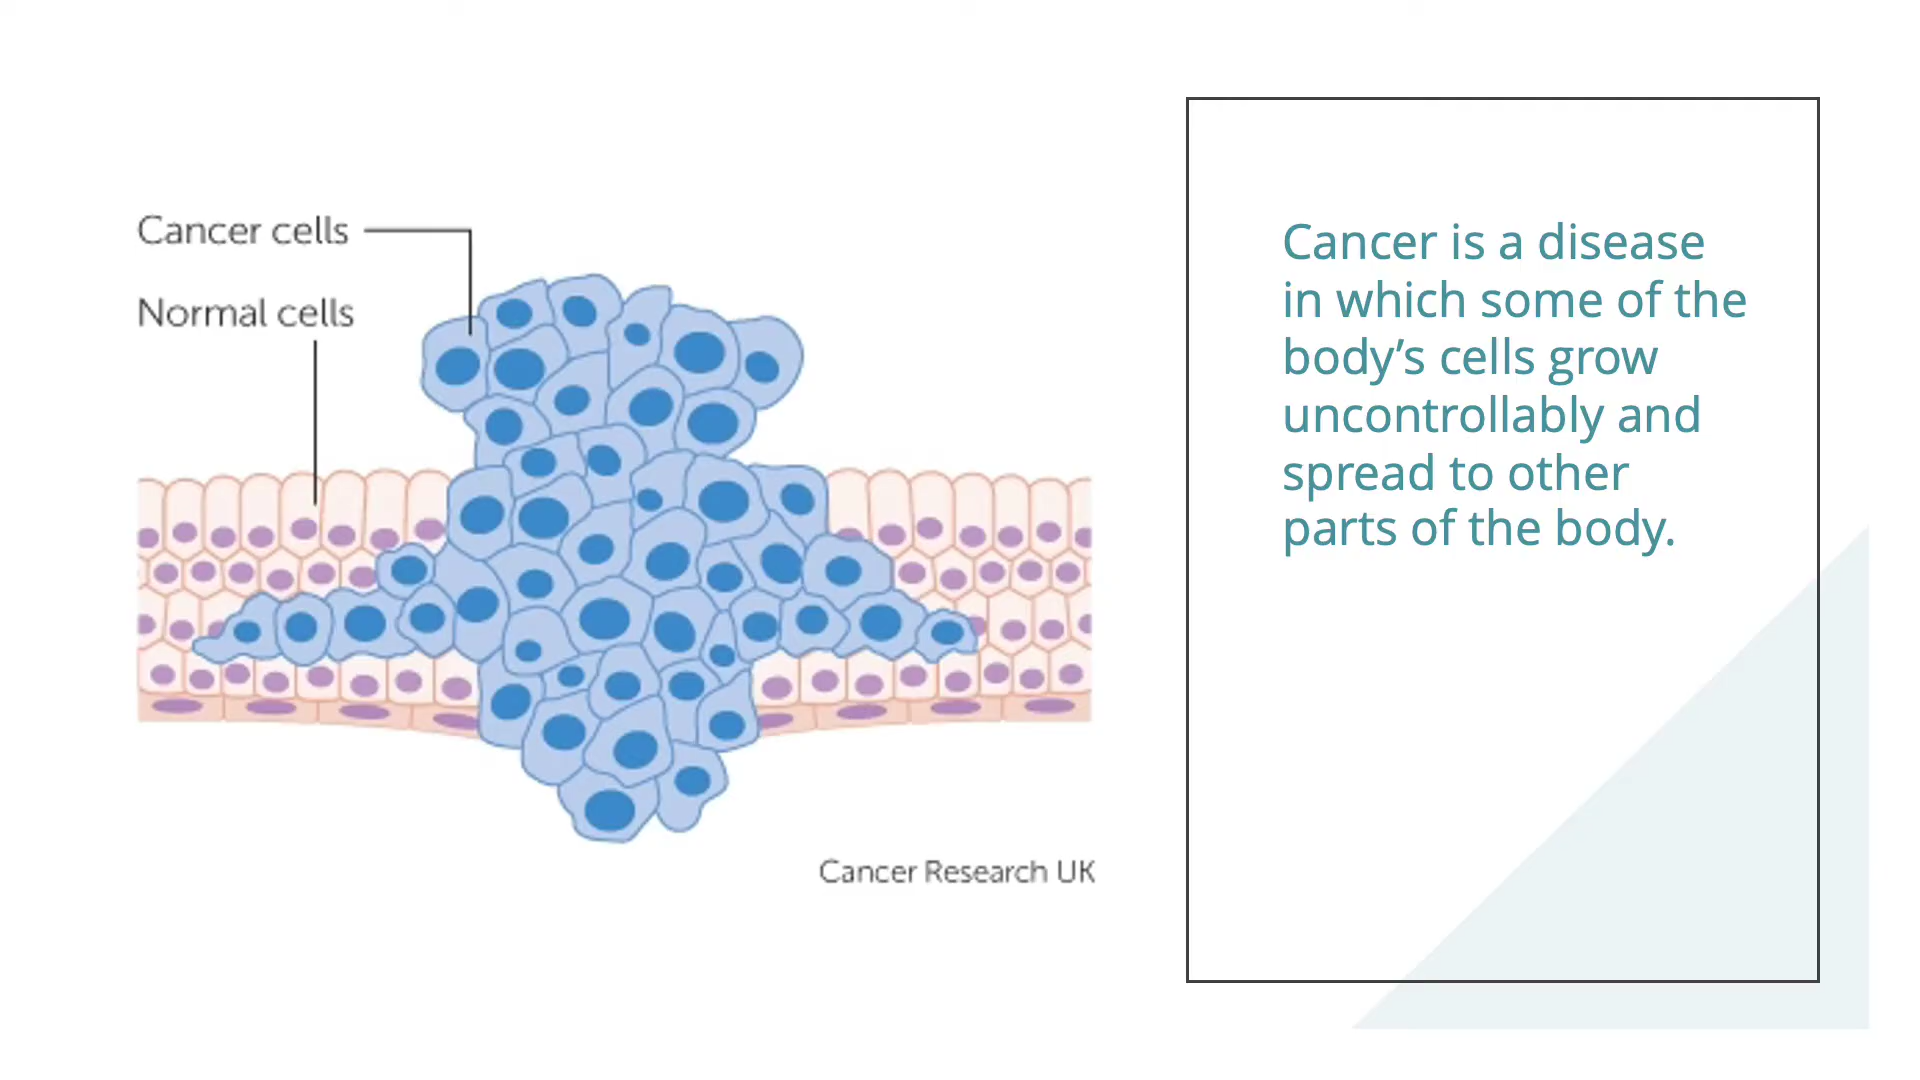 Cancer cells
Normal cells
Cancer Research UK
Cancer is a disease
in which some of the
body’s cells grow
uncontrollably and
spread to other
parts of the body.